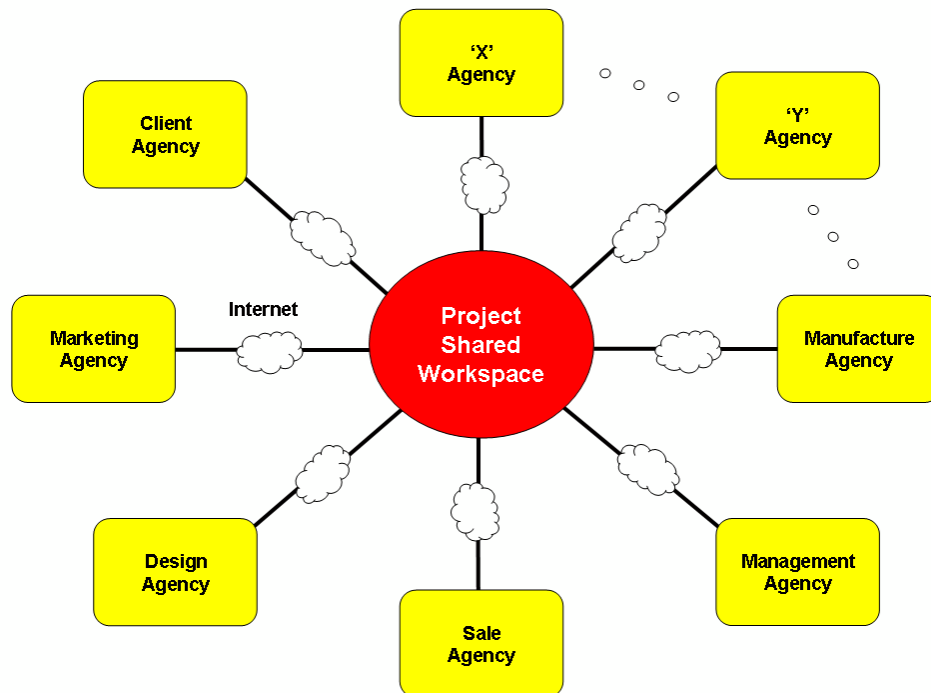 ‘X’
Agency
‘Y’
Agency
Client
Agency
Internet
Marketing
Agency
Project
Shared
Workspace
Manufacture
Agency
Design
Agency
Management
Agency
Sale
Agency